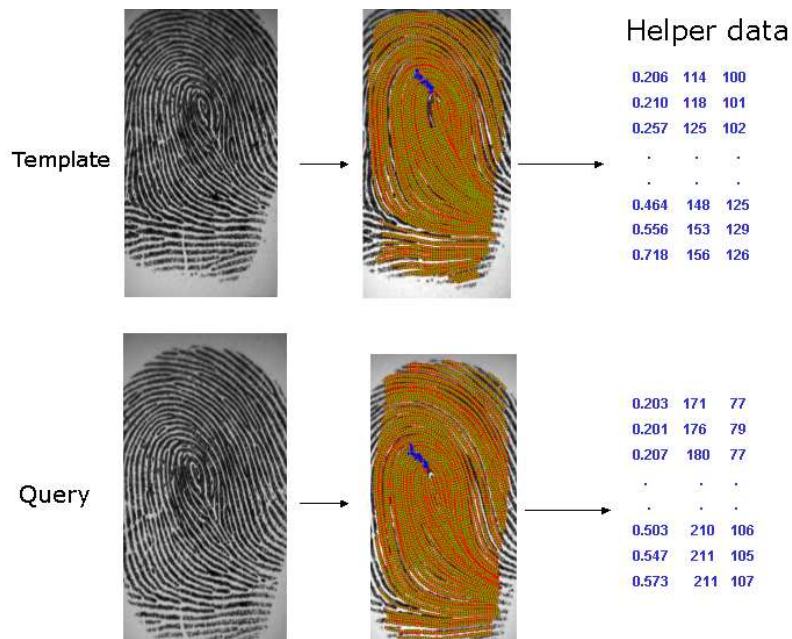 Helper data
0.206 114 100
0.210 118 101
0.257 125 102
. . .
. . .
0.464 148 125
0.556 153 129
0.718 156 126
Template
0.203 171 77
0.201 176 79
0.207 180 77
. . .
. . .
0.503 210 106
0.547 211 105
0.573 211 107
Query